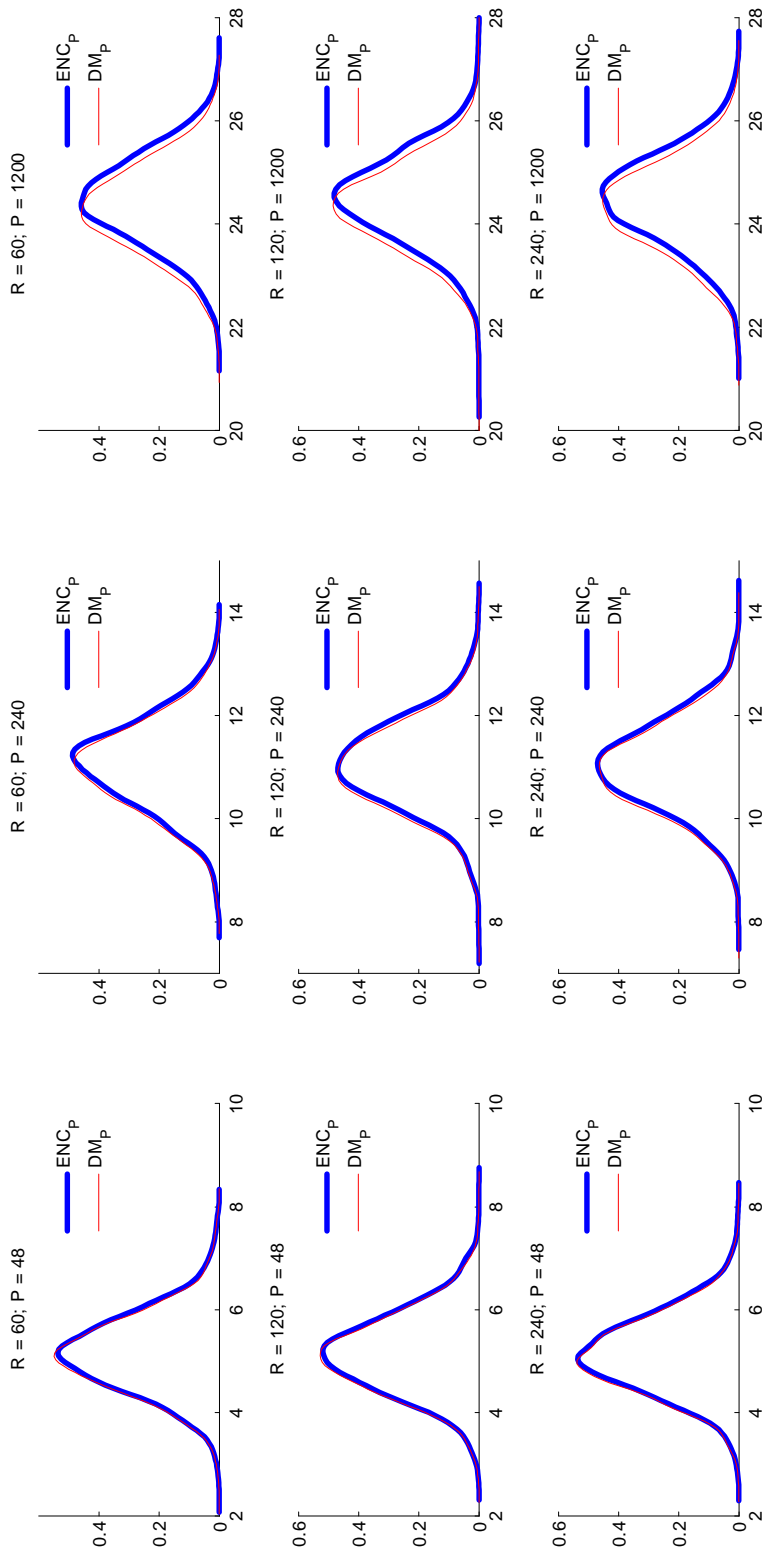 R = 60; P = 48
ENC_P
DM_P
0.4
0.2
0
2 4 6 8 10
R = 60; P = 240
ENC_P
DM_P
0.4
0.2
0
8 10 12 14
R = 60; P = 1200
ENC_P
DM_P
0.4
0.2
0
20 22 24 26 28
R = 120; P = 48
ENC_P
DM_P
0.6
0.4
0.2
0
2 4 6 8 10
R = 120; P = 240
ENC_P
DM_P
0.6
0.4
0.2
0
8 10 12 14
R = 120; P = 1200
ENC_P
DM_P
0.6
0.4
0.2
0
20 22 24 26 28
R = 240; P = 48
ENC_P
DM_P
0.6
0.4
0.2
0
2 4 6 8 10
R = 240; P = 240
ENC_P
DM_P
0.6
0.4
0.2
0
8 10 12 14
R = 240; P = 1200
ENC_P
DM_P
0.6
0.4
0.2
0
20 22 24 26 28